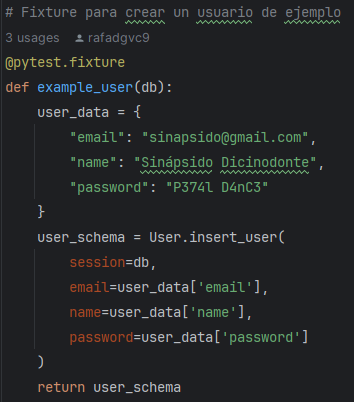 # Fixture para crear un usuario de ejemplo
3 usages rafadgvc9
@pytest.fixture
def example_user(db):
    user_data = {
        "email": "sinapsido@gmail.com",
        "name": "Sinápsido Dicinodonte",
        "password": "P374l D4nC3"
    }
    user_schema = User.insert_user(
        session=db,
        email=user_data['email'],
        name=user_data['name'],
        password=user_data['password']
    )
    return user_schema